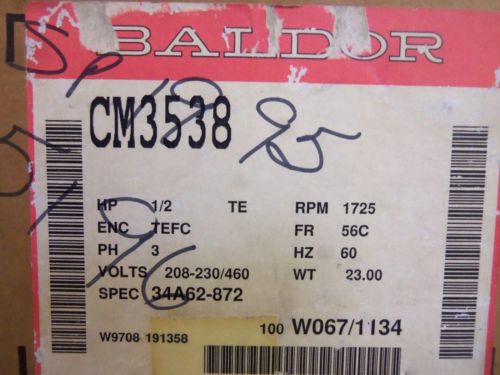 BALDOR
CM3538
HP 1/2 TE RPM 1725
ENC TEFC FR 56C
PH 3 HZ 60
VOLTS 208-230/460 WT 23.00
SPEC 34A62-872
100 W067/1134
W9708 191358